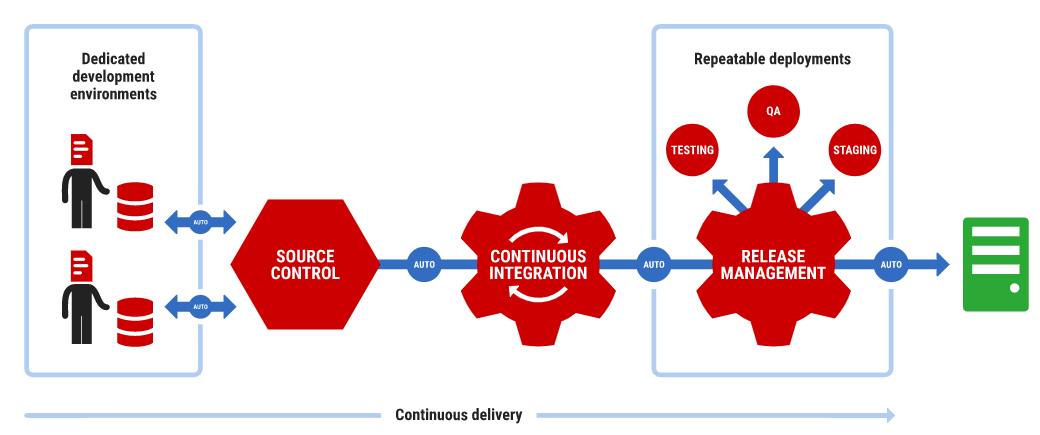 Dedicated
development
environments
AUTO
AUTO
SOURCE
CONTROL
AUTO
CONTINUOUS
INTEGRATION
AUTO
Repeatable deployments
TESTING
QA
STAGING
RELEASE
MANAGEMENT
AUTO
Continuous delivery